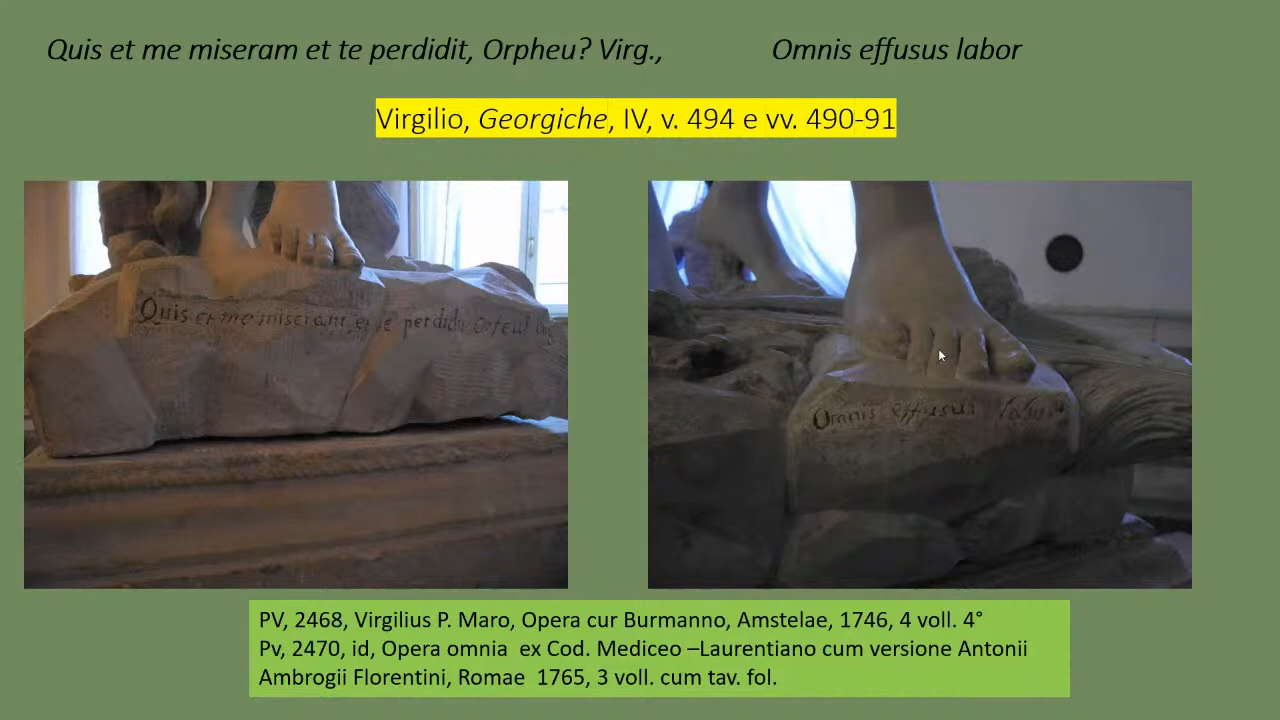 Quis et me miseram et te perdidit, Orpheu? Virg., Omnis effusus labor
Virgilio, Georgiche, IV, v. 494 e vv. 490-91
Quis et me miseram et te perdidit Orfeu!
Omnis effusus labor
PV, 2468, Virgilius P. Maro, Opera cur Burmanno, Amstelae, 1746, 4 voll. 4°
Pv, 2470, id, Opera omnia ex Cod. Mediceo –Laurentiano cum versione Antonii
Ambrogii Florentini, Romae 1765, 3 voll. cum tav. fol.